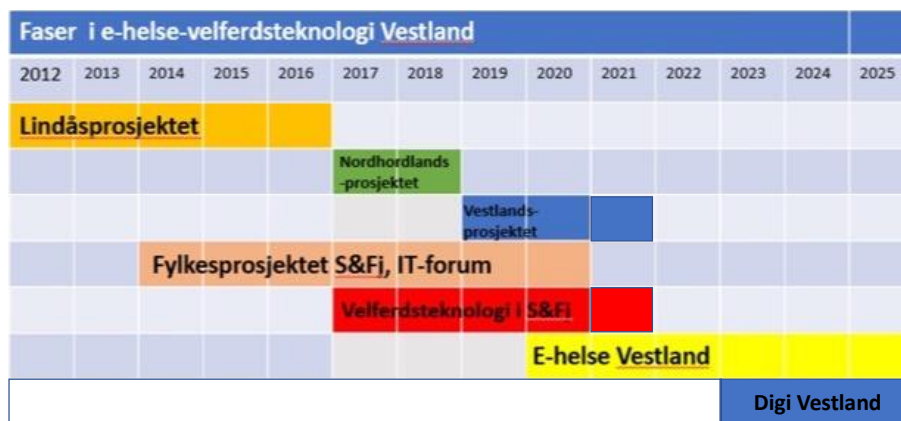 Faser i e-helse-velferdsteknologi Vestland
2012 2013 2014 2015 2016 2017 2018 2019 2020 2021 2022 2023 2024 2025
Lindåsprosjektet
Nordhordlands
-prosjektet
Vestlands-
prosjektet
Fylkesprosjektet S&Fj, IT-forum
Velferdsteknologi i S&Fj
E-helse Vestland
Digi Vestland